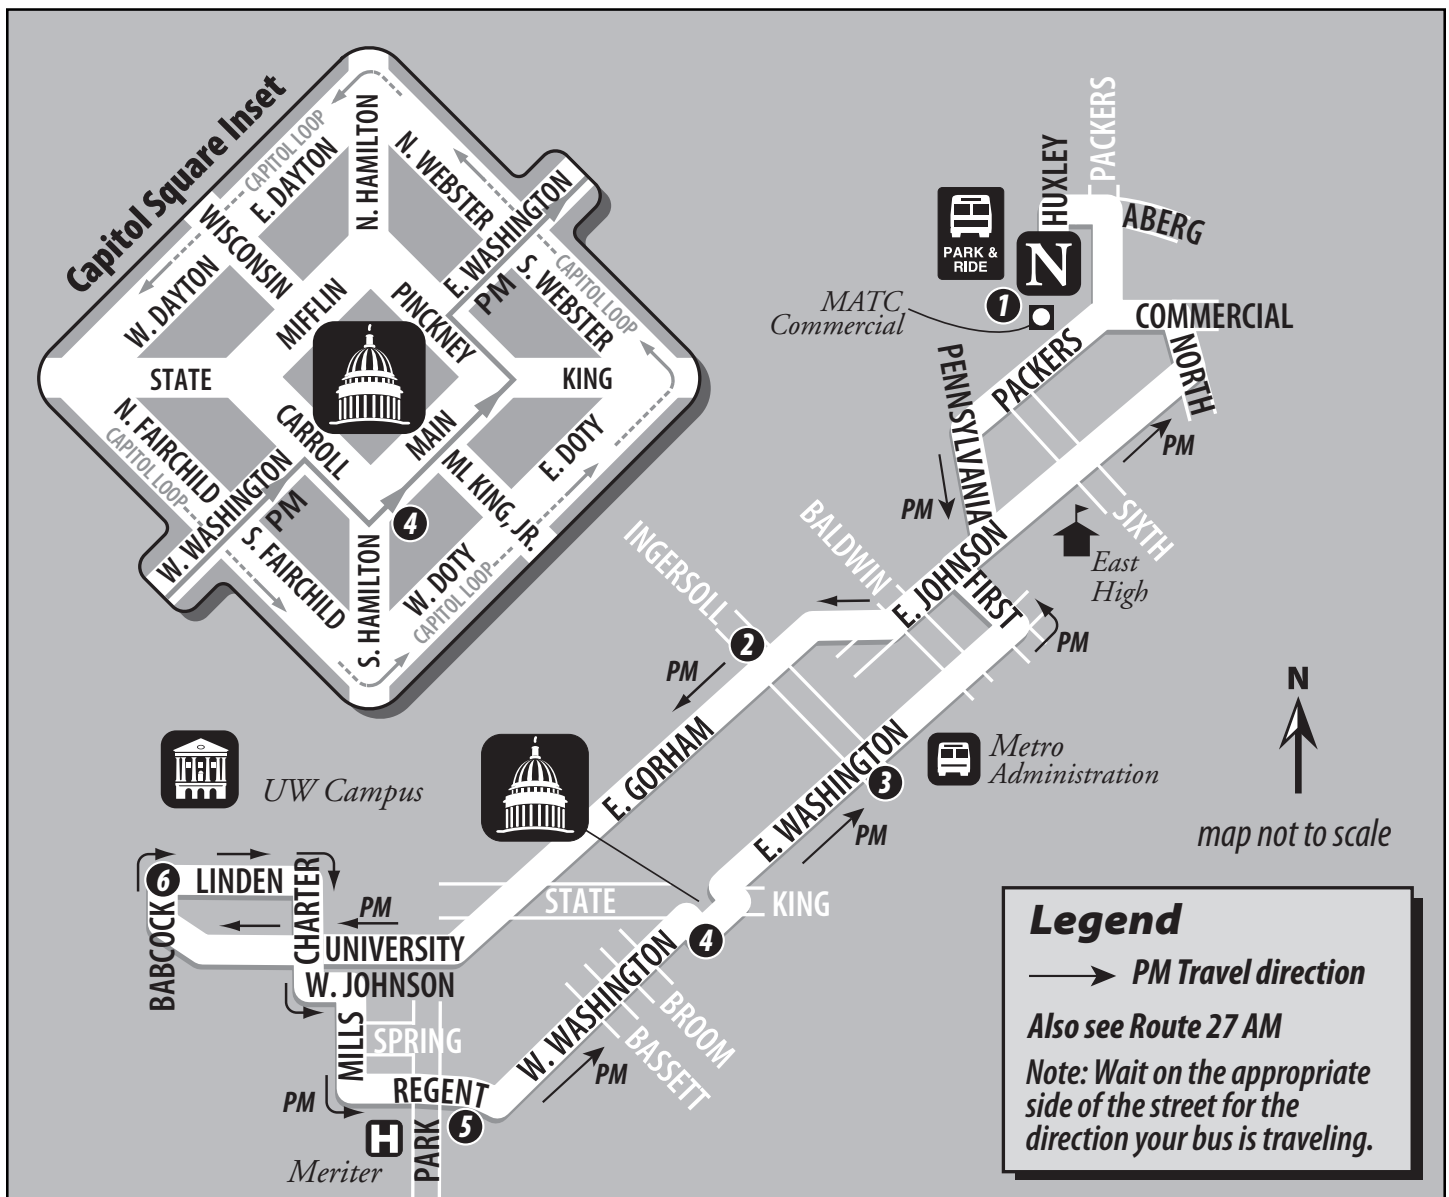 Capitol Square Inset
CAPITOL LOOP
E. DAYTON
N. HAMILTON
N. WEBSTER
WISCONSIN
E. WASHINGTON
PM
W. DAYTON
MIFFLIN
PINCKNEY
S. WEBSTER
CAPITOL LOOP
STATE
KING
N. FAIRCHILD
CAPITOL LOOP
CARROLL
MAIN
E. DOTY
W. WASHINGTON
PM
ML KING, JR.
4
S. FAIRCHILD
S. HAMILTON
W. DOTY
CAPITOL LOOP
PACKERS
HUXLEY
ABERG
PARK &
RIDE
N
1
MATC
Commercial
COMMERCIAL
PENNSYLVANIA
PACKERS
NORTH
PM
PM
SIXTH
BALDWIN
INGERSOLL
E. JOHNSON
East
High
FIRST
PM
2
PM
E. GORHAM
E. WASHINGTON
3
PM
Metro
Administration
N
map not to scale
UW Campus
6
LINDEN
CHARTER
PM
STATE
KING
4
BABCOCK
UNIVERSITY
W. JOHNSON
W. WASHINGTON
BROOM
BASSETT
PM
MILLS
SPRING
REGENT
PM
5
H
PARK
Meriter
Legend
PM Travel direction
Also see Route 27 AM
Note: Wait on the appropriate
side of the street for the
direction your bus is traveling.